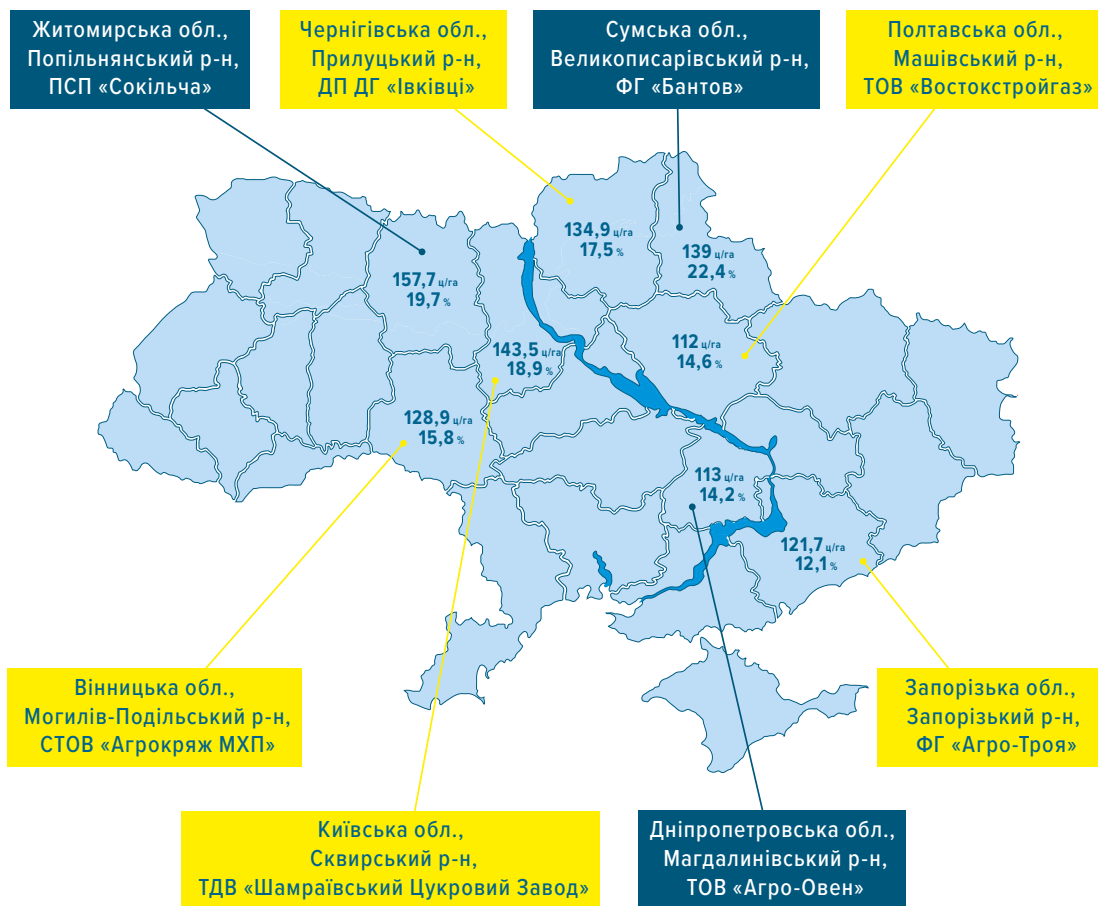 Житомирська обл.,
Попільнянський р-н,
ПСП «Сокільча»
Чернігівська обл.,
Прилуцький р-н,
ДП ДГ «Івківці»
Сумська обл.,
Великописарівський р-н,
ФГ «Бантов»
Полтавська обл.,
Машівський р-н,
ТОВ «Востокстройгаз»
134,9 ц/га
17,5 %
139 ц/га
22,4 %
157,7 ц/га
19,7 %
143,5 ц/га
18,9 %
112 ц/га
14,6 %
128,9 ц/га
15,8 %
113 ц/га
14,2 %
121,7 ц/га
12,1 %
Вінницька обл.,
Могилів-Подільський р-н,
СТОВ «Агрокряж МХП»
Запорізька обл.,
Запорізький р-н,
ФГ «Агро-Троя»
Київська обл.,
Сквирський р-н,
ТДВ «Шамраївський Цукровий Завод»
Дніпропетровська обл.,
Магдалинівський р-н,
ТОВ «Агро-Овен»